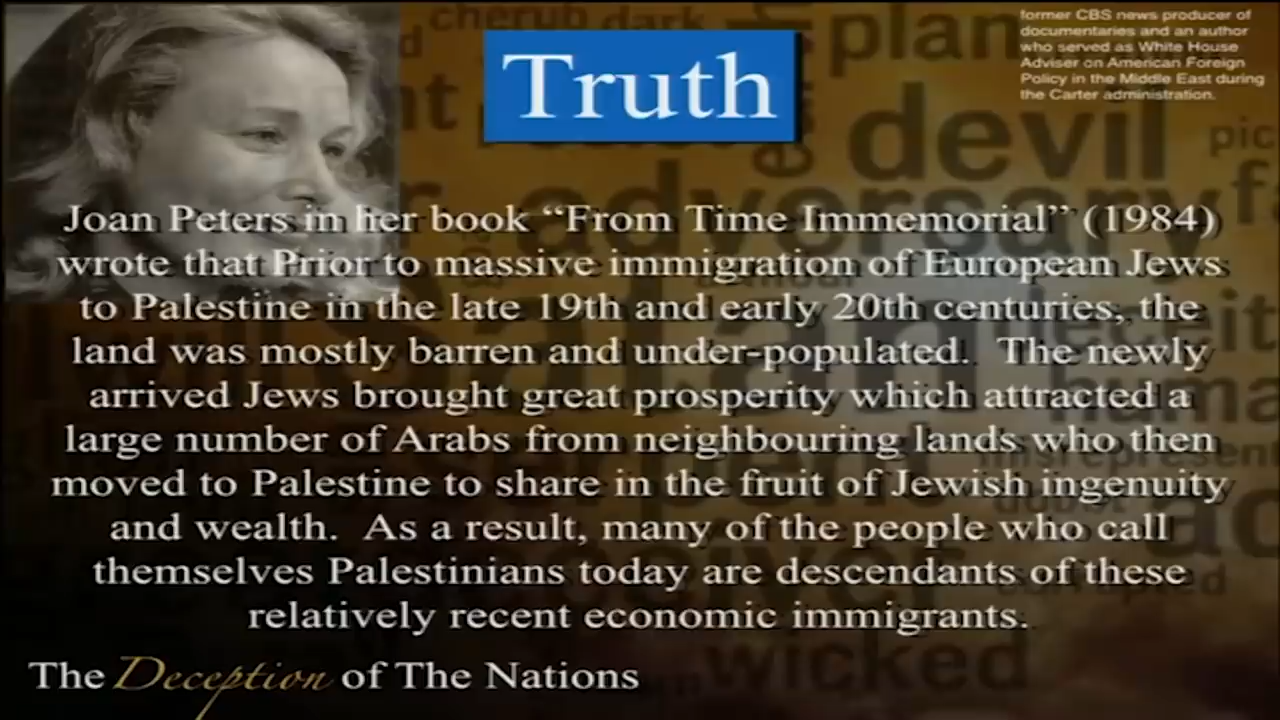 cherub dark
plan
former CBS news producer of
documentaries and an author
who served as White House
Adviser on American Foreign
Policy in the Middle East during
the Carter administration.
Truth
devil
adversary
Joan Peters in her book “From Time Immemorial” (1984)
wrote that Prior to massive immigration of European Jews
to Palestine in the late 19th and early 20th centuries, the
land was mostly barren and under-populated. The newly
arrived Jews brought great prosperity which attracted a
large number of Arabs from neighbouring lands who then
moved to Palestine to share in the fruit of Jewish ingenuity
and wealth. As a result, many of the people who call
themselves Palestinians today are descendants of these
relatively recent economic immigrants.
wicked
The Deception of The Nations